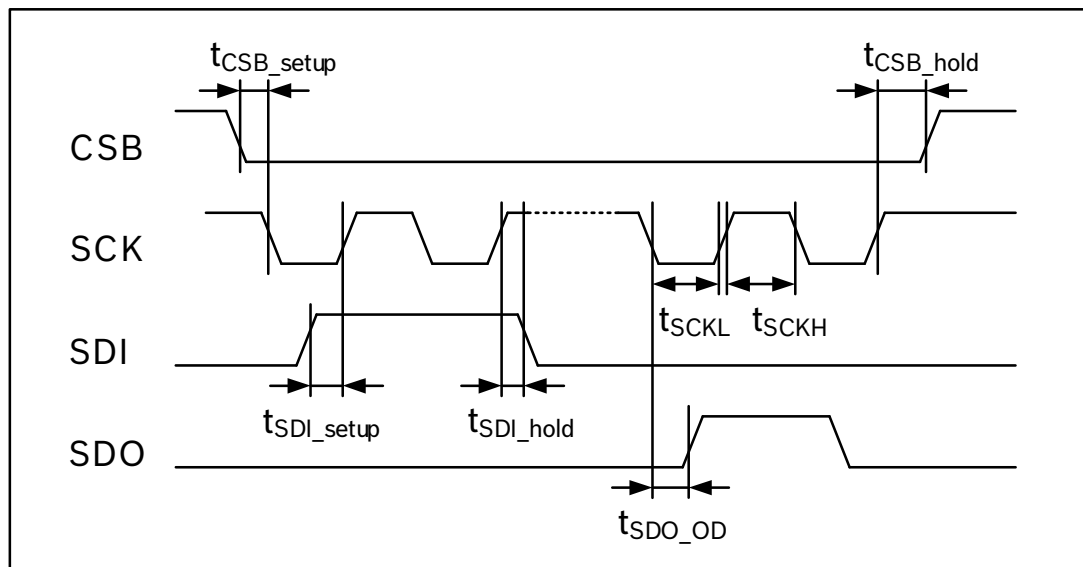 tCSB_setup
tCSB_hold
CSB
SCK
tSCKL
tSCKH
SDI
tSDI_setup
tSDI_hold
SDO
tSDO_OD